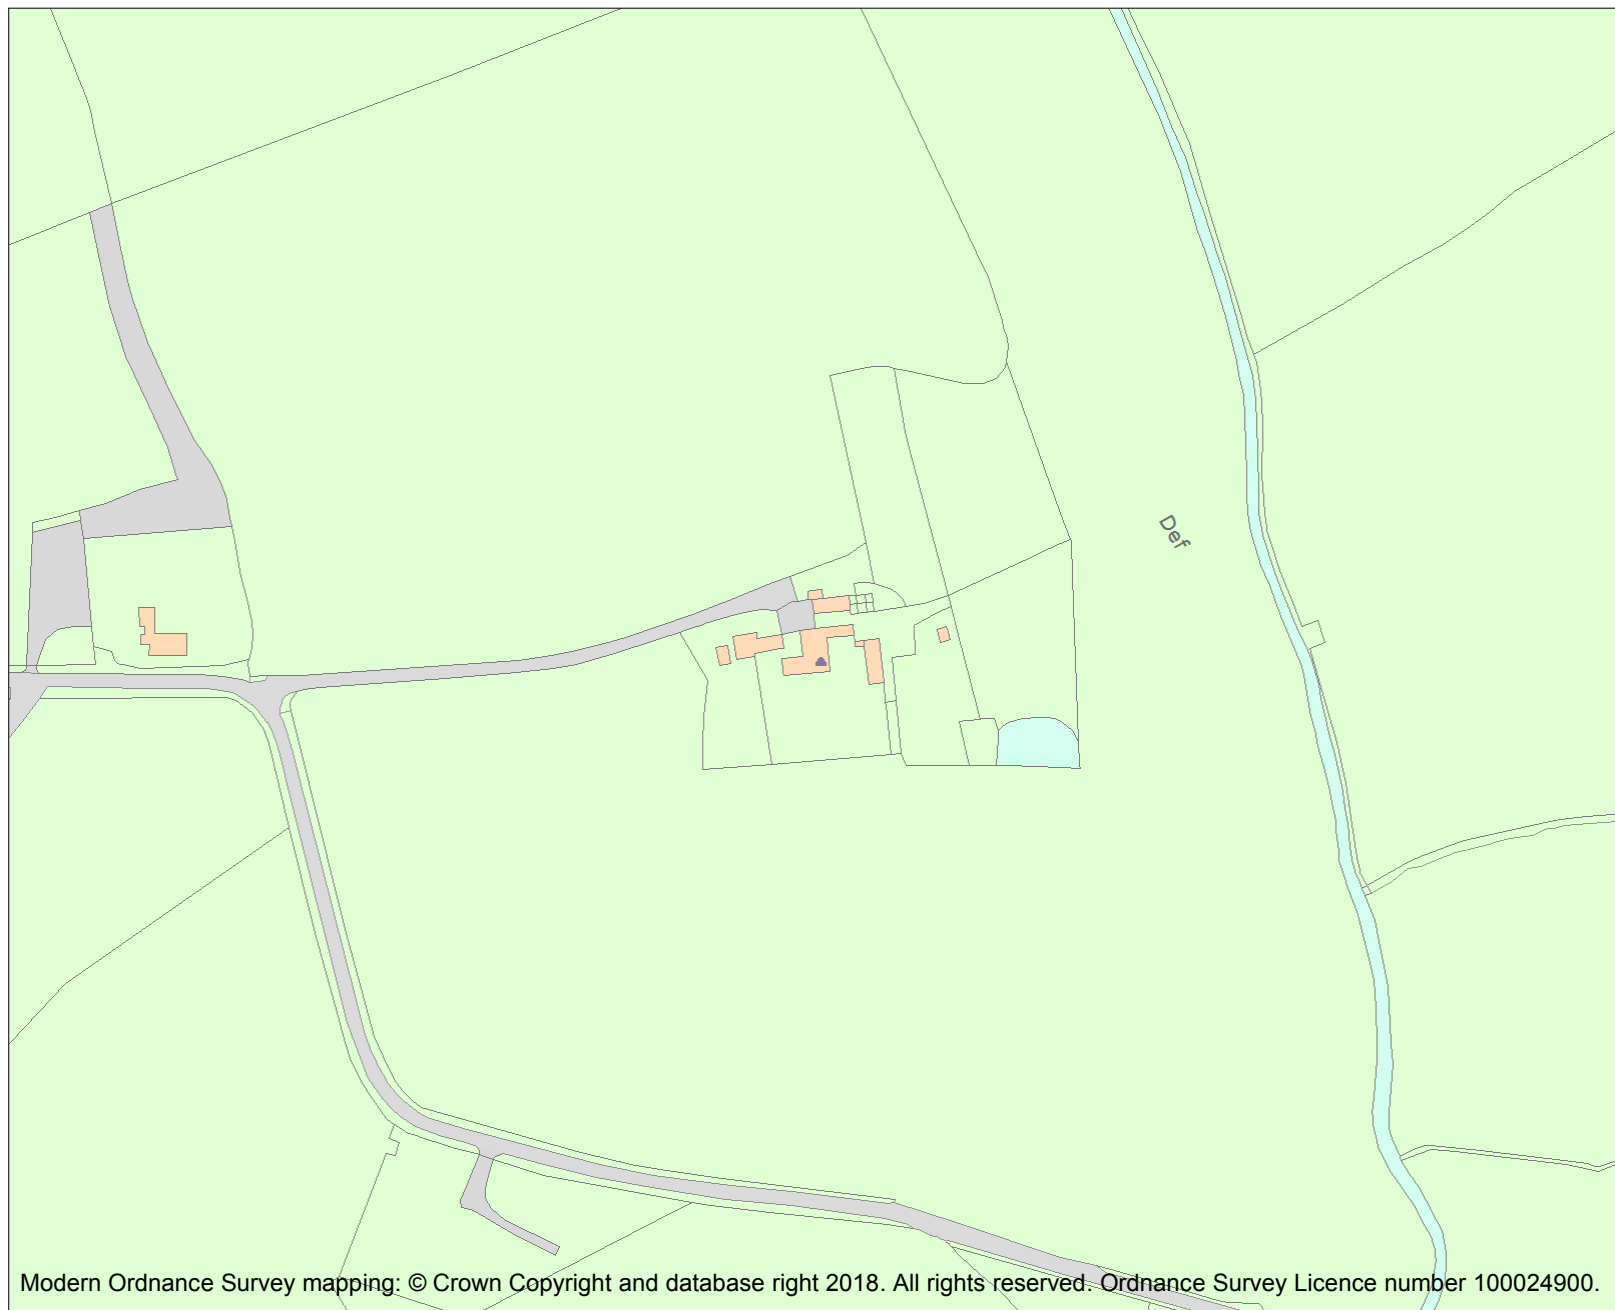 Def
Modern Ordnance Survey mapping: © Crown Copyright and database right 2018. All rights reserved. Ordnance Survey Licence number 100024900.